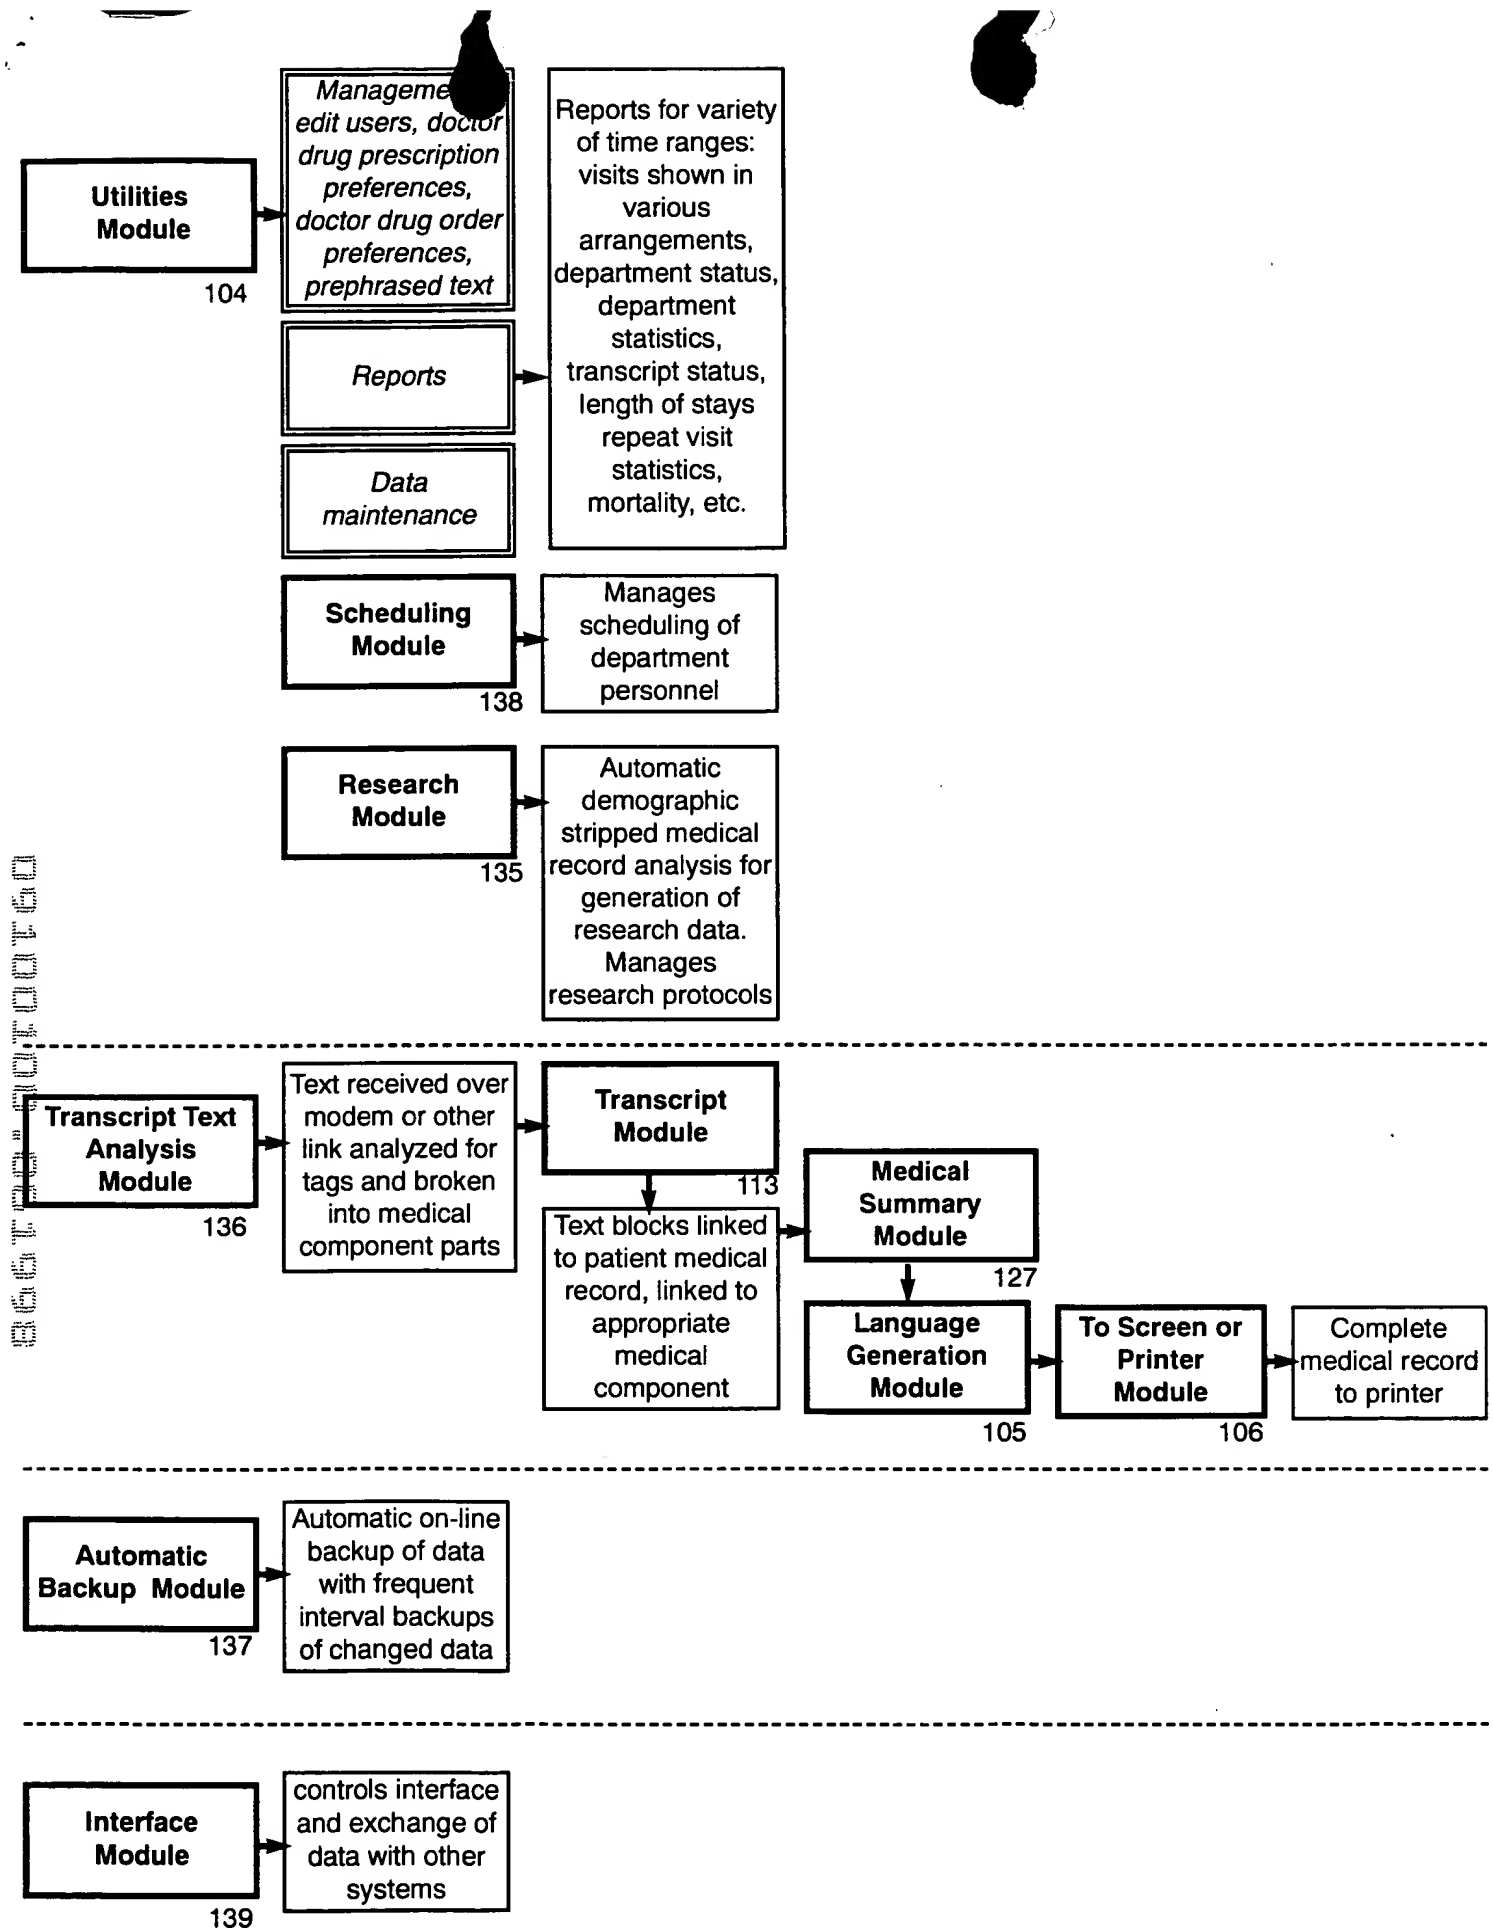 Utilities
Module
104
edit users, doctor
drug prescription
preferences,
doctor drug order
preferences,
prephrased text
Reports
Data
maintenance
Reports for variety
of time ranges:
visits shown in
various
arrangements,
department status,
department
statistics,
transcript status,
length of stays
repeat visit
statistics,
mortality, etc.
Scheduling
Module
138
Manages
scheduling of
department
personnel
Research
Module
135
Automatic
demographic
stripped medical
record analysis for
generation of
research data.
Manages
research protocols
Transcript Text
Analysis
Module
136
Text received over
modem or other
link analyzed for
tags and broken
into medical
component parts
Transcript
Module
113
Text blocks linked
to patient medical
record, linked to
appropriate
medical
component
Medical
Summary
Module
127
Language
Generation
Module
105
To Screen or
Printer
Module
106
Complete
medical record
to printer
Automatic
Backup Module
137
Automatic on-line
backup of data
with frequent
interval backups
of changed data
Interface
Module
139
controls interface
and exchange of
data with other
systems